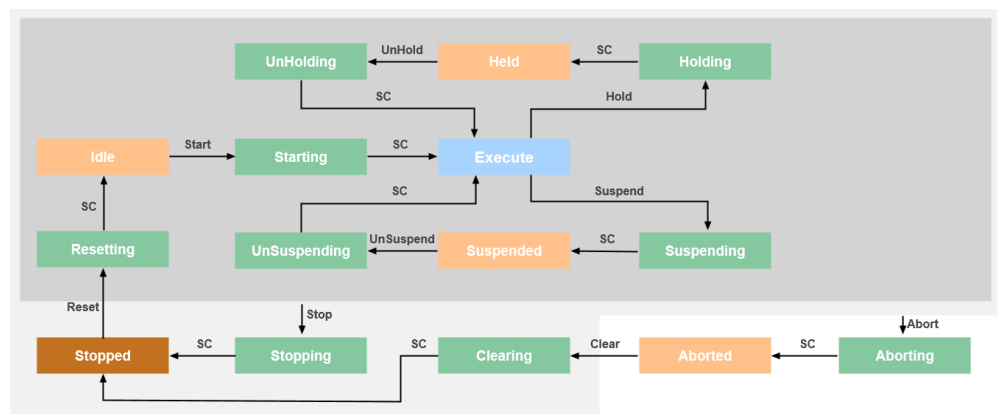 UnHold
SC
UnHolding
Held
Holding
SC
Hold
Start
SC
Idle
Starting
Execute
SC
Suspend
SC
UnSuspend
SC
Resetting
UnSuspending
Suspended
Suspending
Reset
Stop
Abort
SC
SC
Clear
SC
Stopped
Stopping
Clearing
Aborted
Aborting